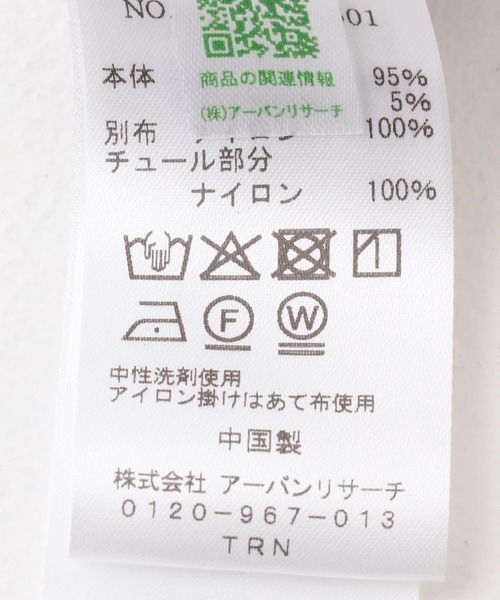 NO.
01
商品の関連情報
(株)アーバンリサーチ
本体 95%
5%
別布 100%
チュール部分
ナイロン 100%
F W
中性洗剤使用
アイロン掛けはあて布使用
中国製
株式会社 アーバンリサーチ
0120-967-013
TRN